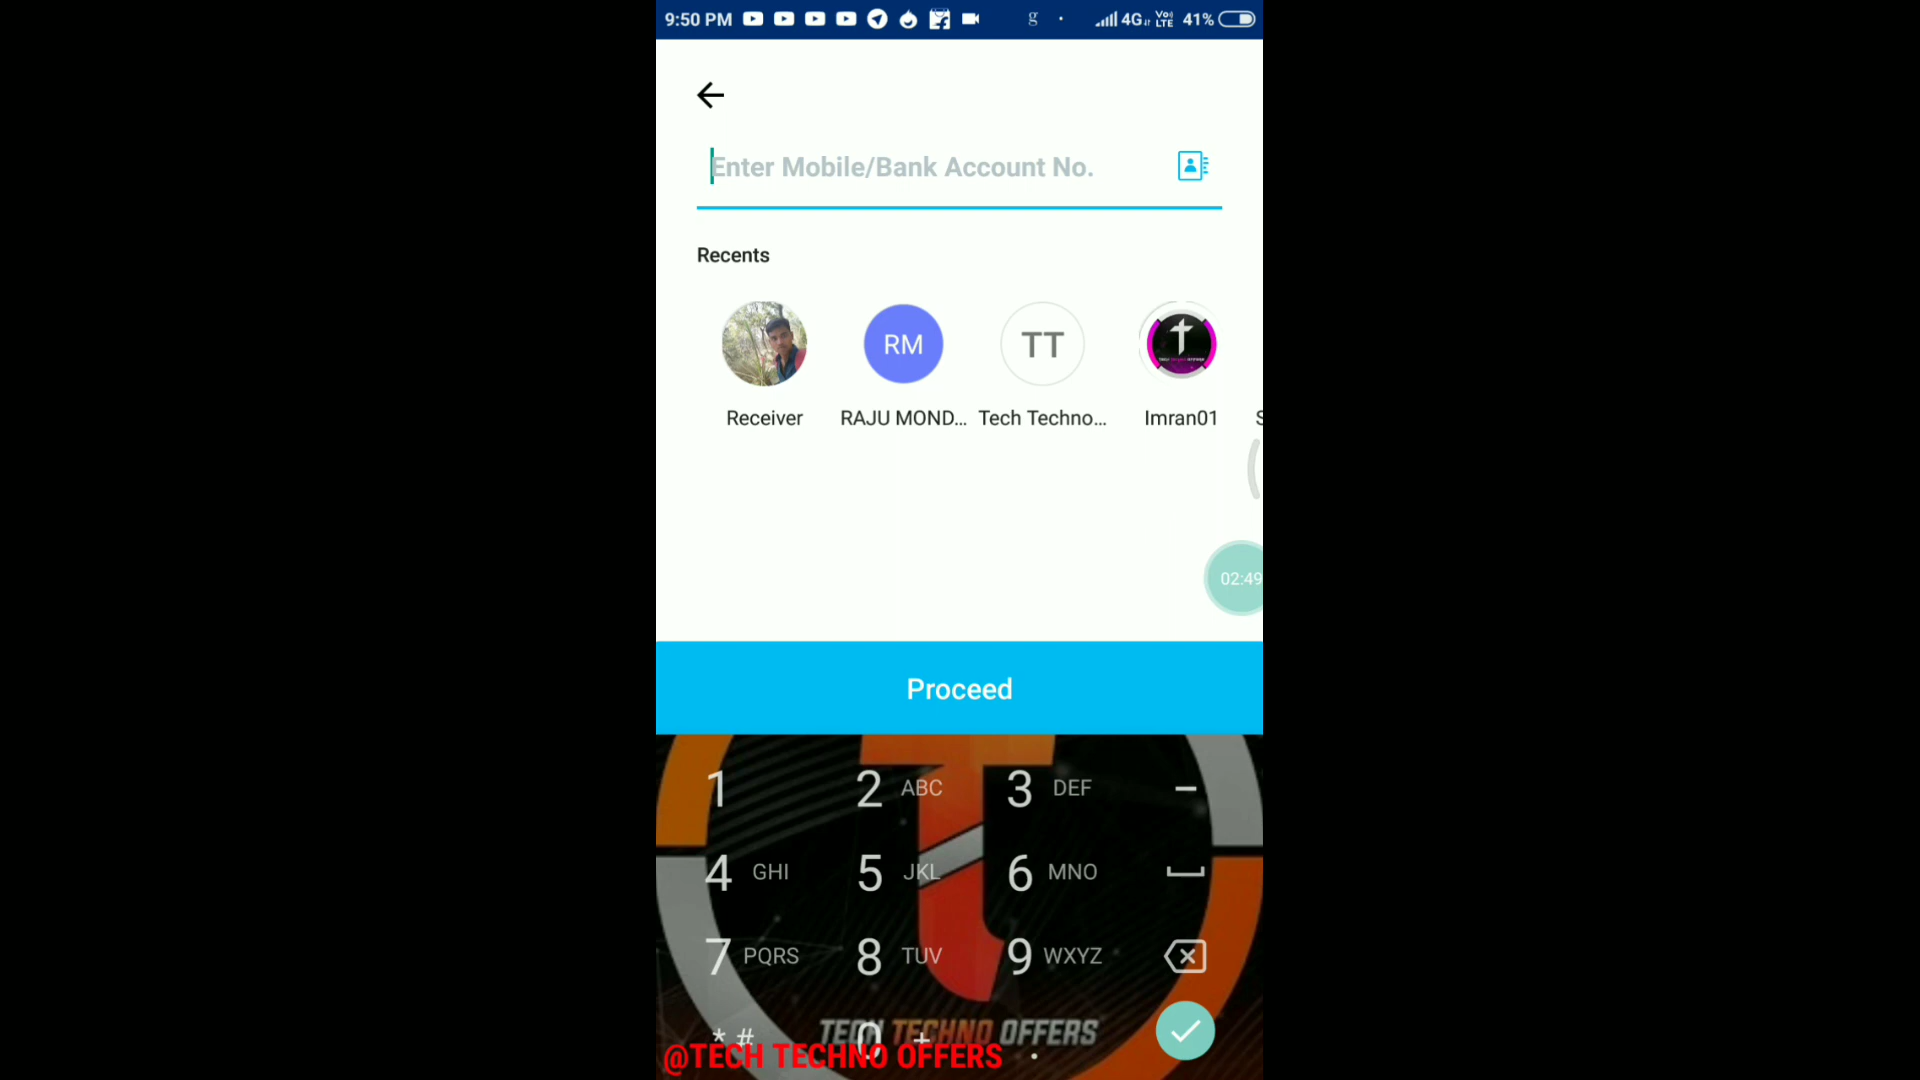 9:50 PM g 4G Vo) LTE 41%
Enter Mobile/Bank Account No.
Recents
RM TT
Receiver RAJU MOND... Tech Techno... Imran01 S
02:49
Proceed
1 2 ABC 3 DEF -
4 GHI 5 JKL 6 MNO
7 PQRS 8 TUV 9 WXYZ
* # 0 + .
TECH TECHNO OFFERS
@TECH TECHNO OFFERS